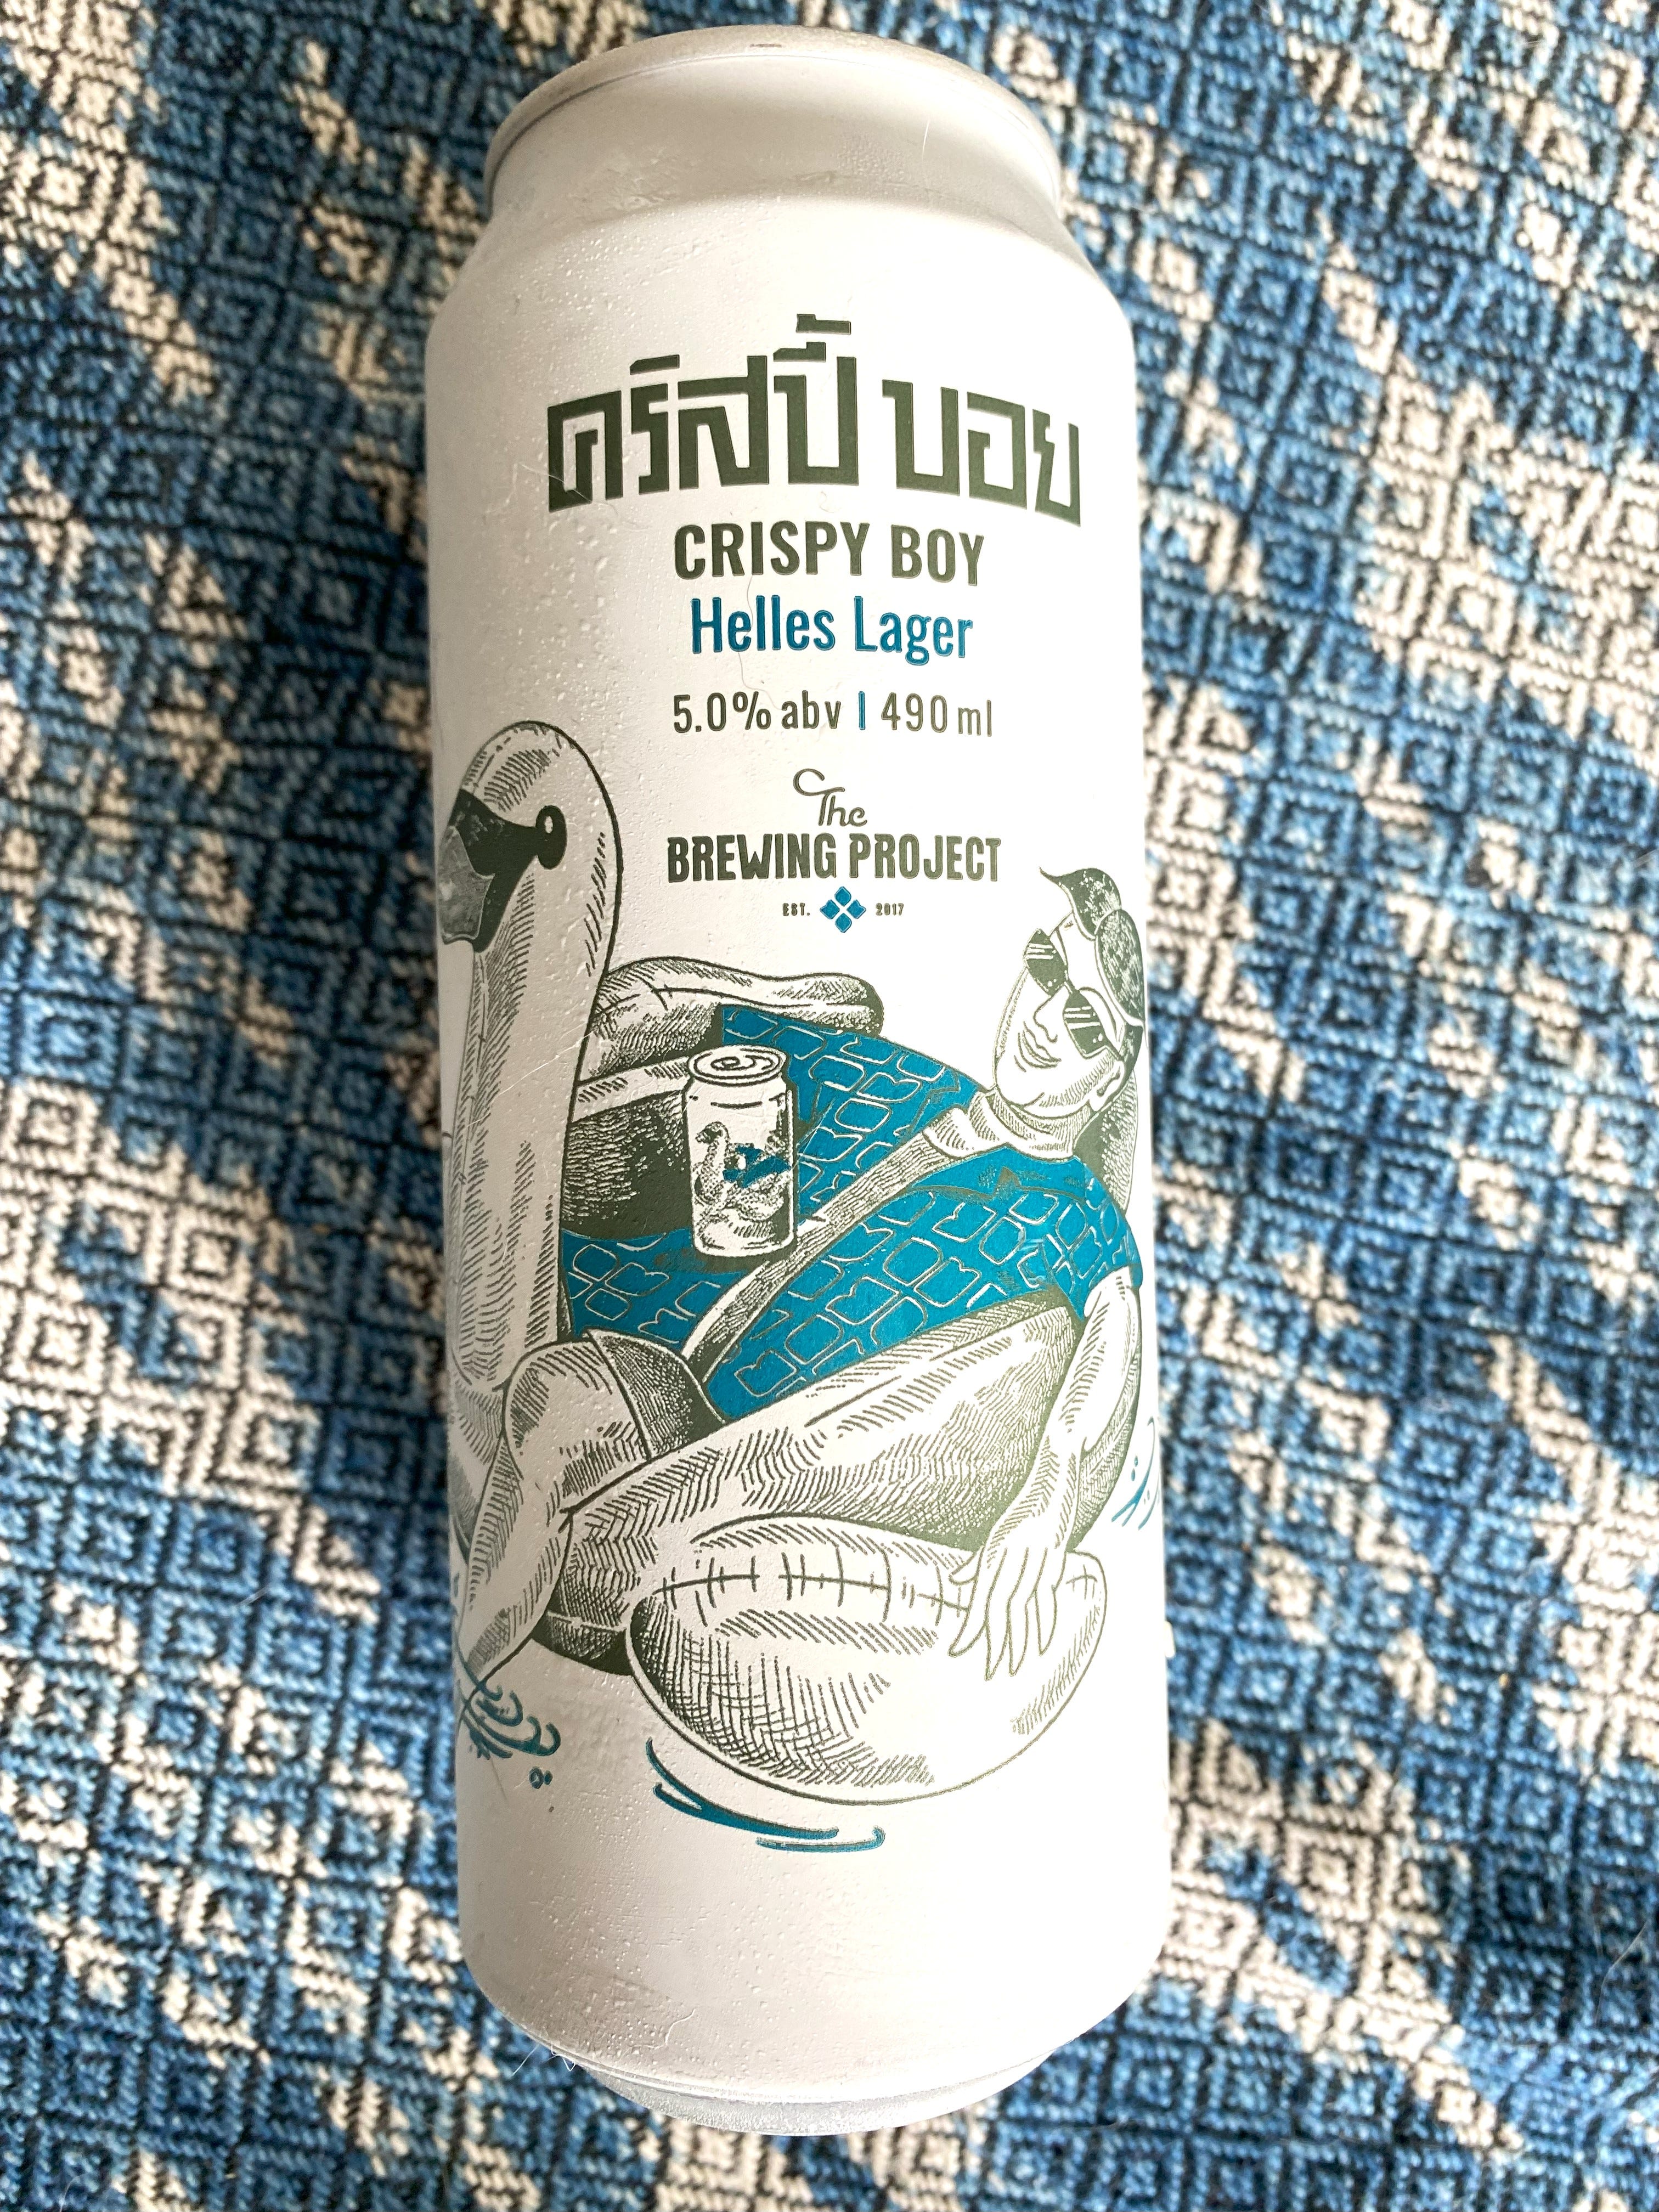 คริสปี้ บอย
CRISPY BOY
Helles Lager
5.0% abv | 490 ml
The
BREWING PROJECT
EST. 2017